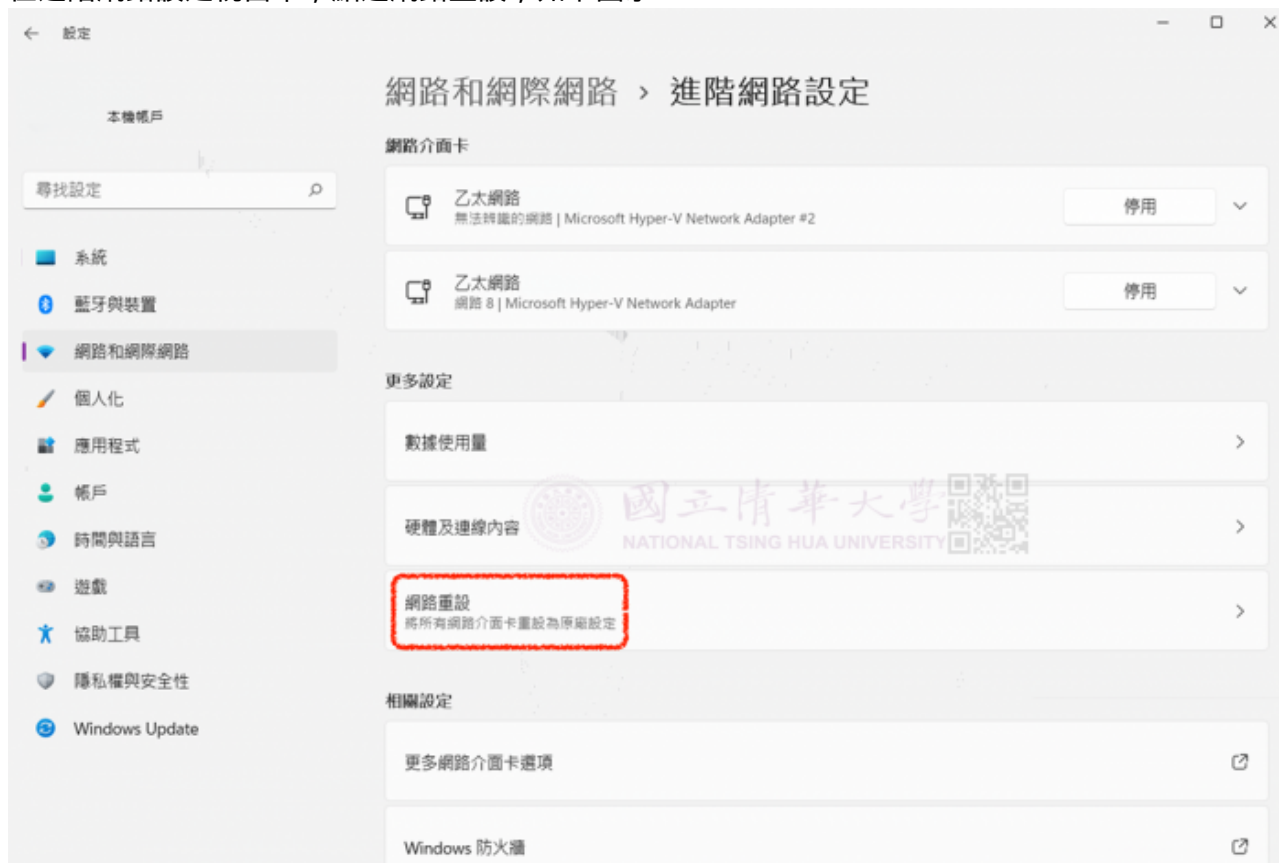 設定
網路和網際網路 › 進階網路設定
本機帳戶
網路介面卡
尋找設定
乙太網路
無法辨識的網路 | Microsoft Hyper-V Network Adapter #2
停用
乙太網路
網路 8 | Microsoft Hyper-V Network Adapter
停用
系統
藍牙與裝置
網路和網際網路
個人化
應用程式
帳戶
時間與語言
遊戲
協助工具
隱私權與安全性
Windows Update
更多設定
數據使用量
硬體及連線內容
國立清華大學
NATIONAL TSING HUA UNIVERSITY
網路重設
將所有網路介面卡重設為原廠設定
相關設定
更多網路介面卡選項
Windows 防火牆